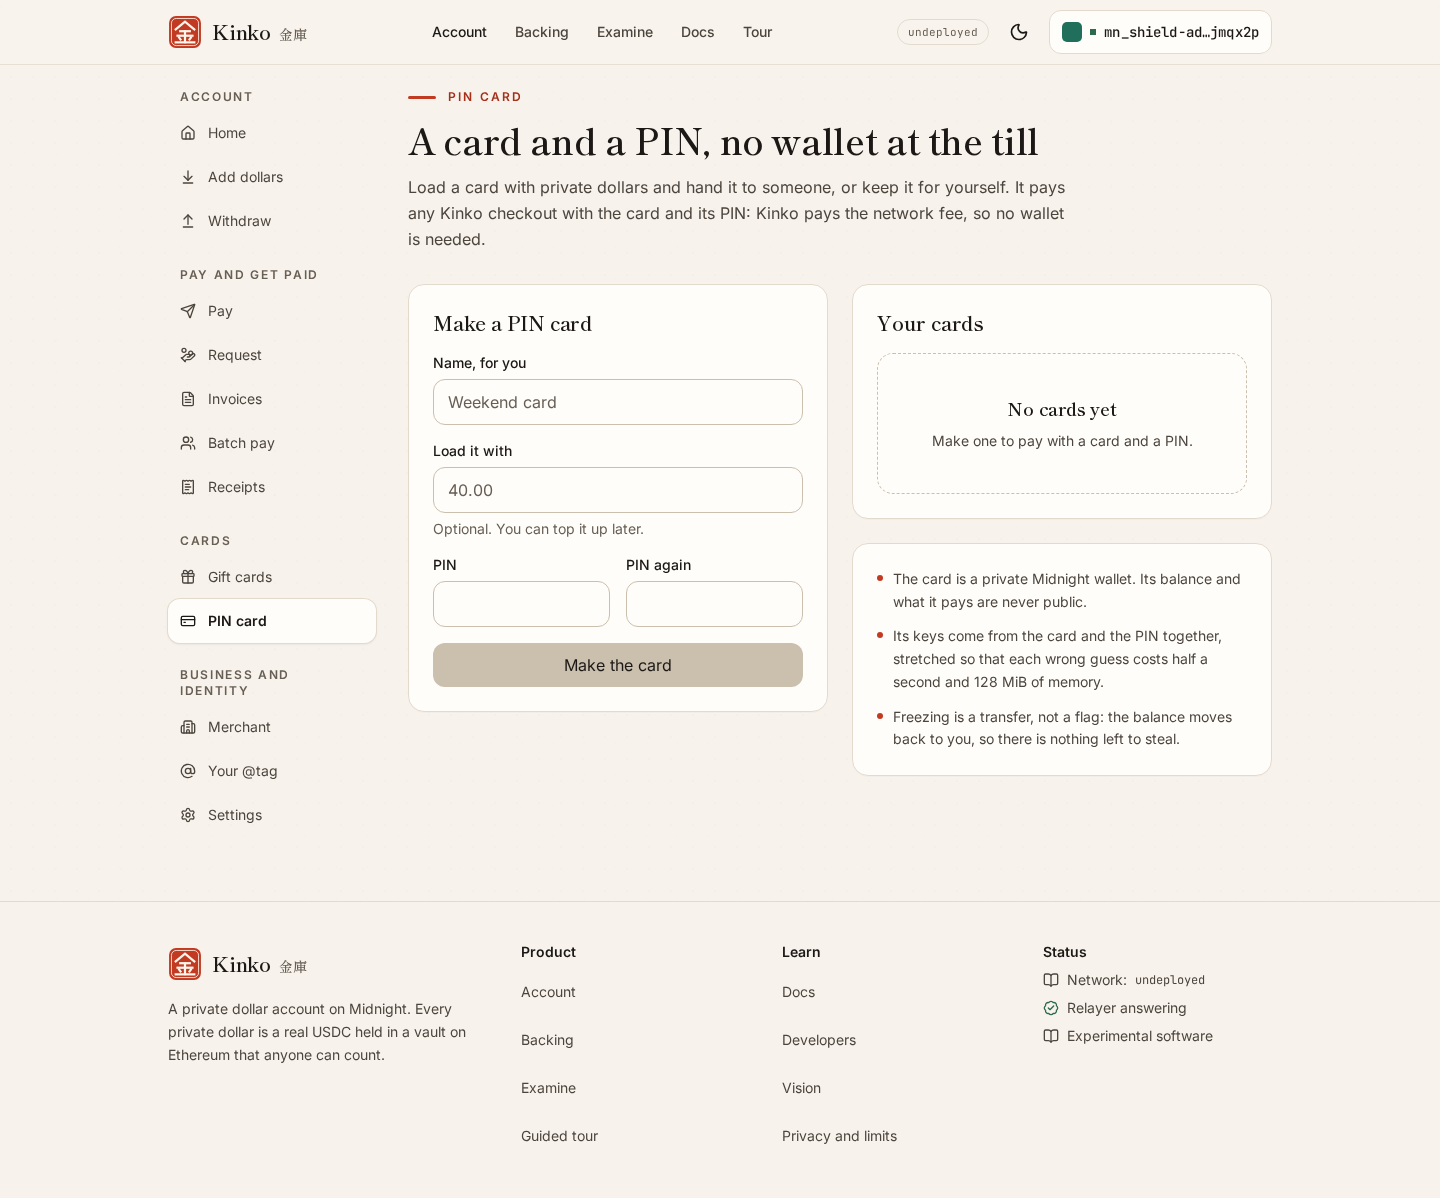 金 Kinko 金庫
Account
Backing
Examine
Docs
Tour
undeployed
mn_shield-ad…jmqx2p
ACCOUNT
Home
Add dollars
Withdraw
PAY AND GET PAID
Pay
Request
Invoices
Batch pay
Receipts
CARDS
Gift cards
PIN card
BUSINESS AND
IDENTITY
Merchant
Your @tag
Settings
PIN CARD
A card and a PIN, no wallet at the till
Load a card with private dollars and hand it to someone, or keep it for yourself. It pays
any Kinko checkout with the card and its PIN: Kinko pays the network fee, so no wallet
is needed.
Make a PIN card
Name, for you
Weekend card
Load it with
40.00
Optional. You can top it up later.
PIN
PIN again
Make the card
Your cards
No cards yet
Make one to pay with a card and a PIN.
The card is a private Midnight wallet. Its balance and
what it pays are never public.
Its keys come from the card and the PIN together,
stretched so that each wrong guess costs half a
second and 128 MiB of memory.
Freezing is a transfer, not a flag: the balance moves
back to you, so there is nothing left to steal.
金 Kinko 金庫
A private dollar account on Midnight. Every
private dollar is a real USDC held in a vault on
Ethereum that anyone can count.
Product
Account
Backing
Examine
Guided tour
Learn
Docs
Developers
Vision
Privacy and limits
Status
Network: undeployed
Relayer answering
Experimental software